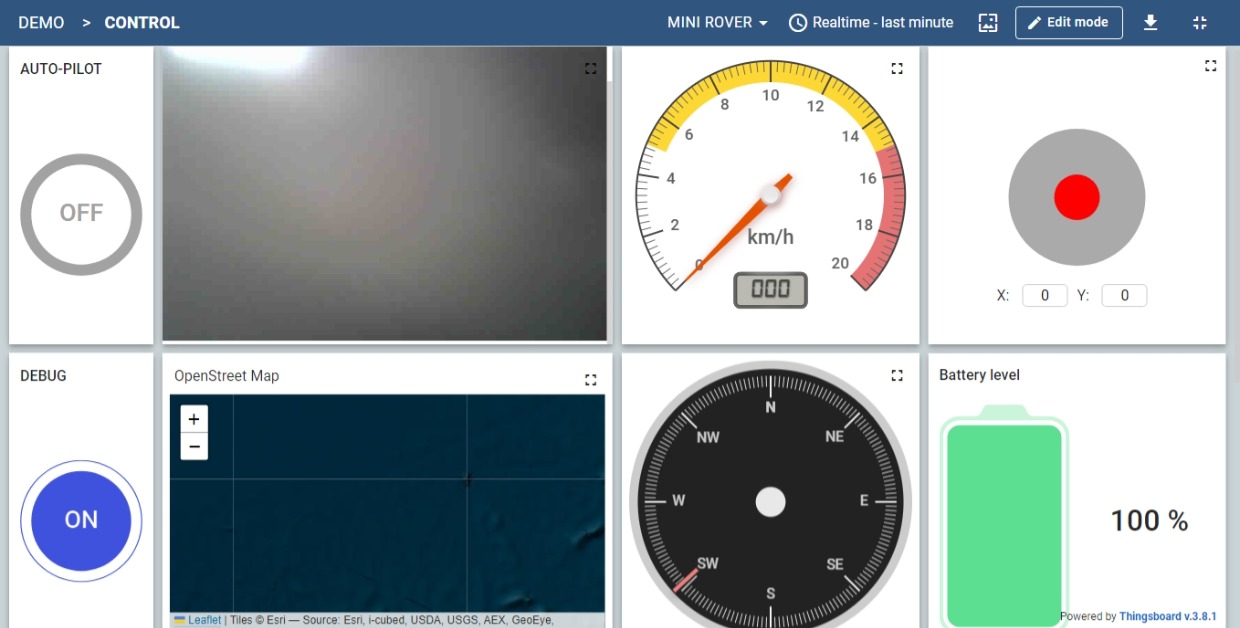 DEMO > CONTROL
MINI ROVER
Realtime - last minute
Edit mode
AUTO-PILOT
OFF
0
2
4
6
8
10
12
14
16
18
20
km/h
000
X: 0 Y: 0
DEBUG
ON
OpenStreet Map
+
−
Leaflet | Tiles © Esri — Source: Esri, i-cubed, USDA, USGS, AEX, GeoEye,
N
NW
NE
W
E
SW
SE
S
Battery level
100 %
Powered by Thingsboard v.3.8.1